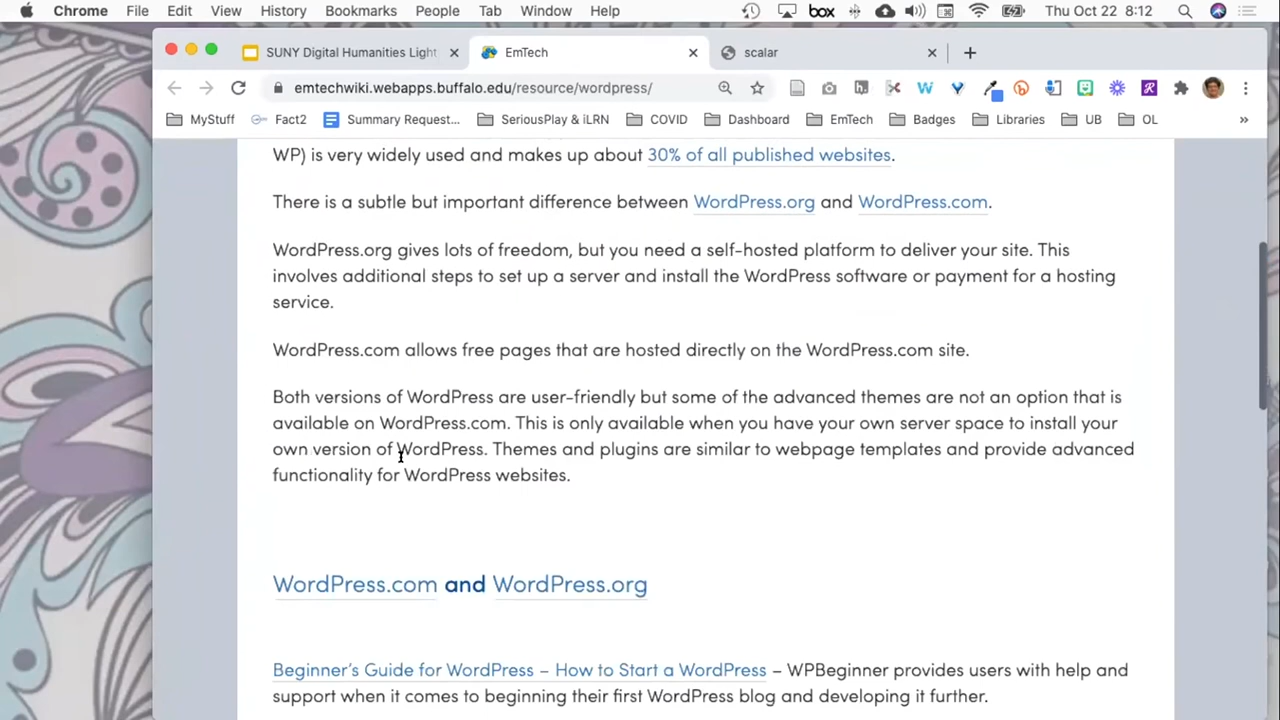 Chrome File Edit View History Bookmarks People Tab Window Help box Thu Oct 22 8:12
SUNY Digital Humanities Light EmTech scalar
emtechwiki.webapps.buffalo.edu/resource/wordpress/
MyStuff Fact2 Summary Request... SeriousPlay & iLRN COVID Dashboard EmTech Badges Libraries UB OL
WP) is very widely used and makes up about 30% of all published websites.
There is a subtle but important difference between WordPress.org and WordPress.com.
WordPress.org gives lots of freedom, but you need a self-hosted platform to deliver your site. This
involves additional steps to set up a server and install the WordPress software or payment for a hosting
service.
WordPress.com allows free pages that are hosted directly on the WordPress.com site.
Both versions of WordPress are user-friendly but some of the advanced themes are not an option that is
available on WordPress.com. This is only available when you have your own server space to install your
own version of WordPress. Themes and plugins are similar to webpage templates and provide advanced
functionality for WordPress websites.
WordPress.com and WordPress.org
Beginner's Guide for WordPress – How to Start a WordPress – WPBeginner provides users with help and
support when it comes to beginning their first WordPress blog and developing it further.